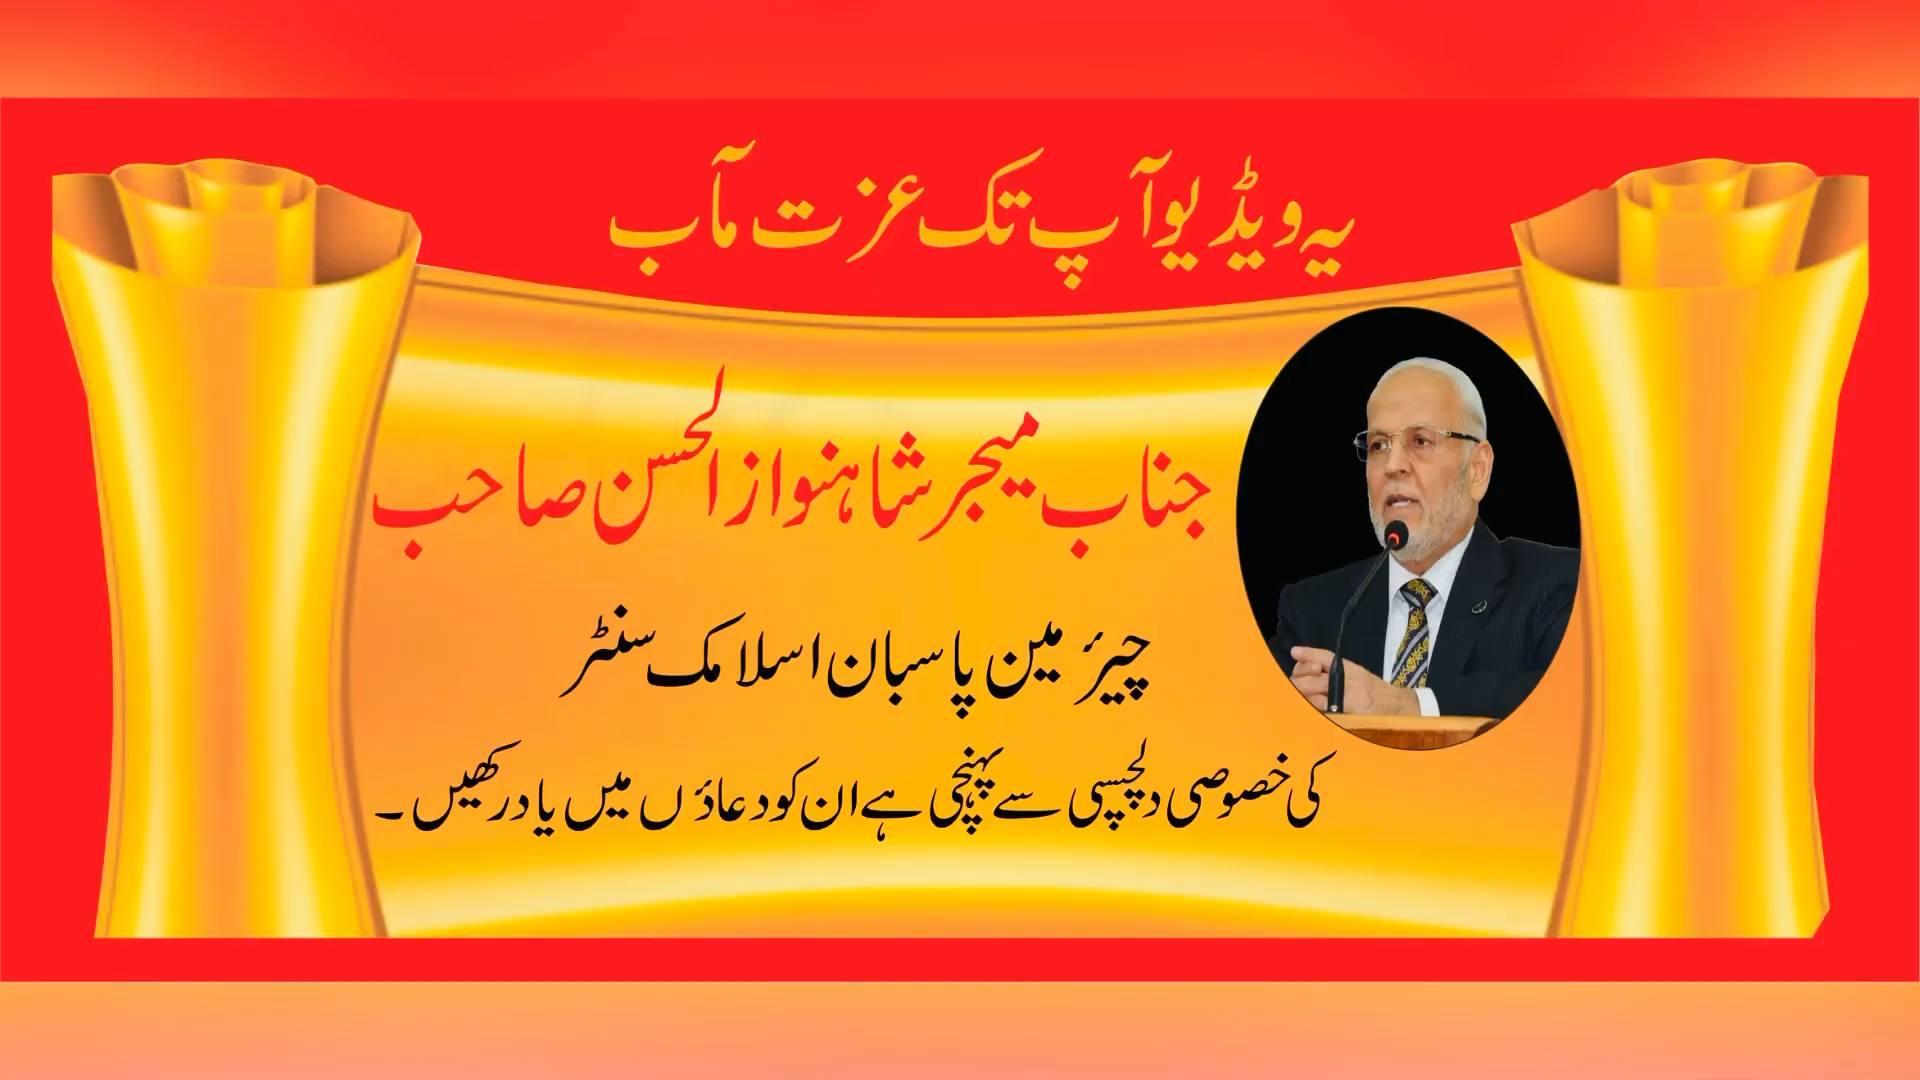 یہ ویڈیو آپ تک عزت مآب
جناب میجر شاہنواز الحسن صاحب
چیئرمین پاسبان اسلامک سنٹر
کی خصوصی دلچسپی سے پہنچی ہے ان کو دعاؤں میں یاد رکھیں۔